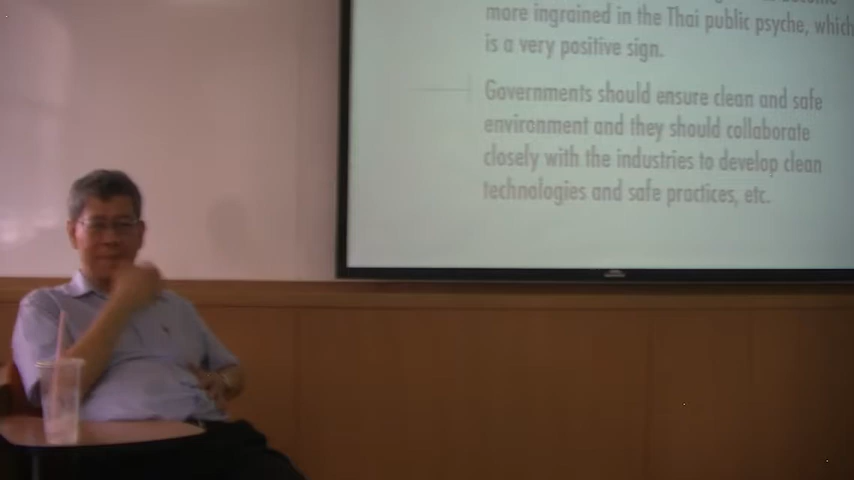 more ingrained in the Thai public psyche, which
is a very positive sign.
Governments should ensure clean and safe
environment and they should collaborate
closely with the industries to develop clean
technologies and safe practices, etc.